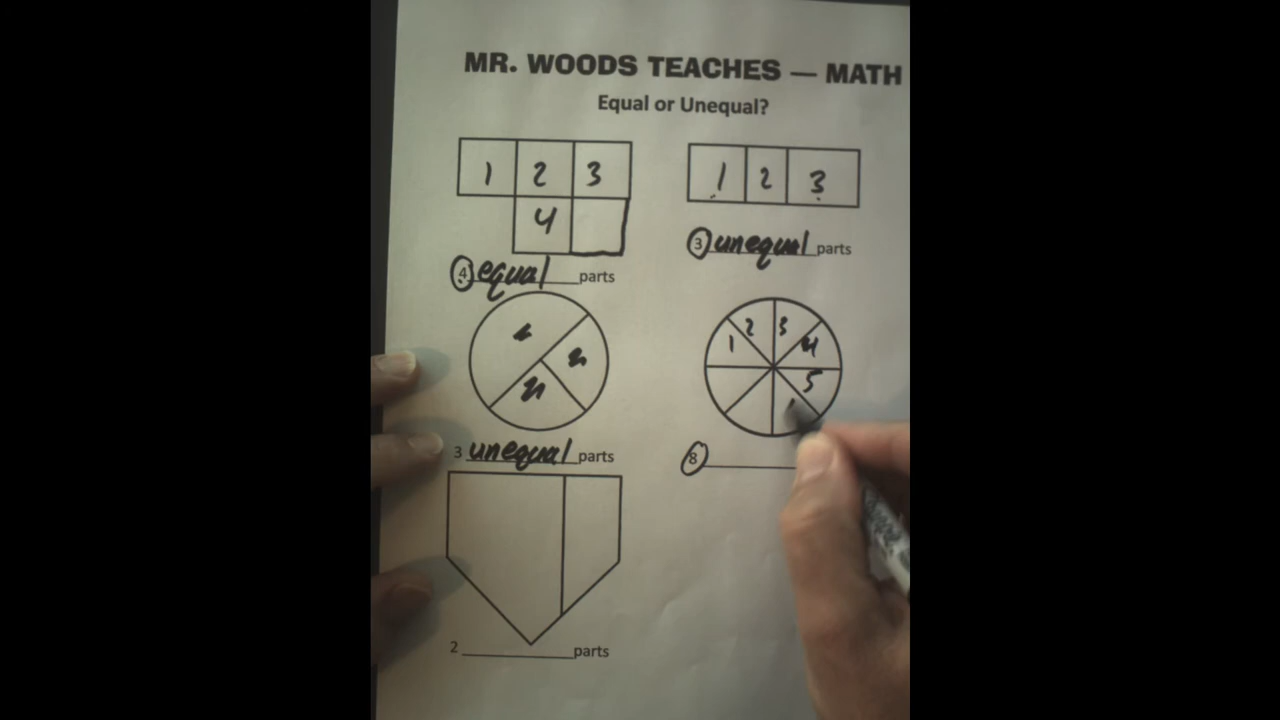 MR. WOODS TEACHES — MATH
Equal or Unequal?
1 2 3
4
4 equal parts
1 2 3
3 unequal parts
3 unequal parts
1 2 3 4 5
8
2 ____________ parts